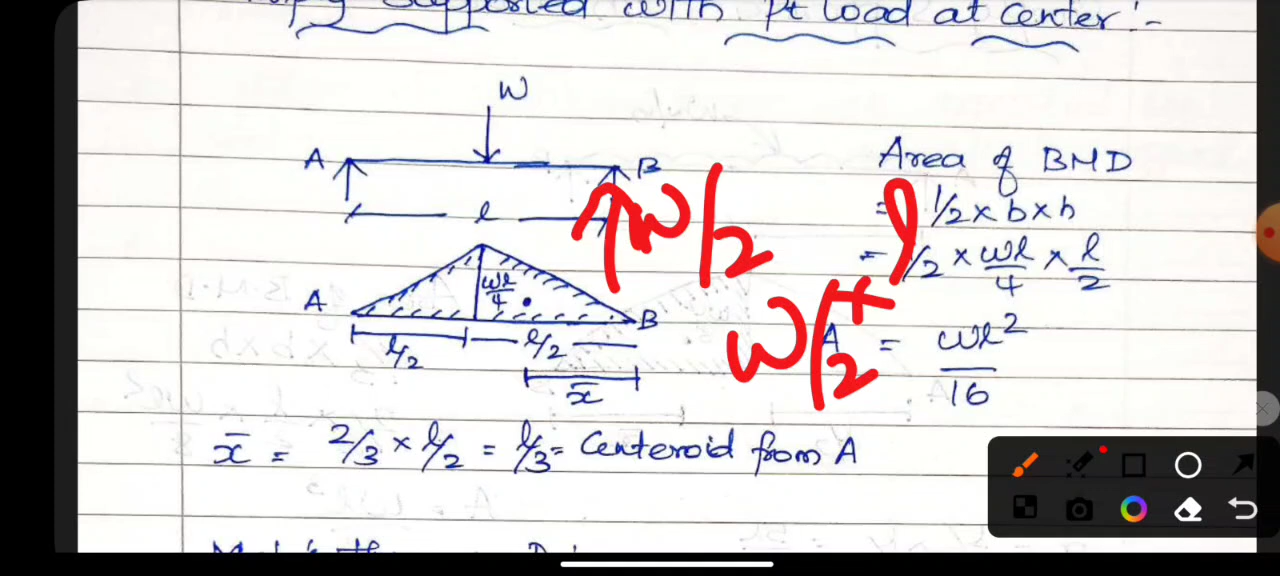 Supported with Pt Load at Center :-
W
A
B
l
W/2
Area of BMD
= 1/2 × b × h
= 1/2 × Wl/4 × l/2
Wl/4
A
B
l/2
l/2
x̄
W/2 × l
A = Wl²/16
x̄ = 2/3 × l/2 = l/3 = Centeroid from A